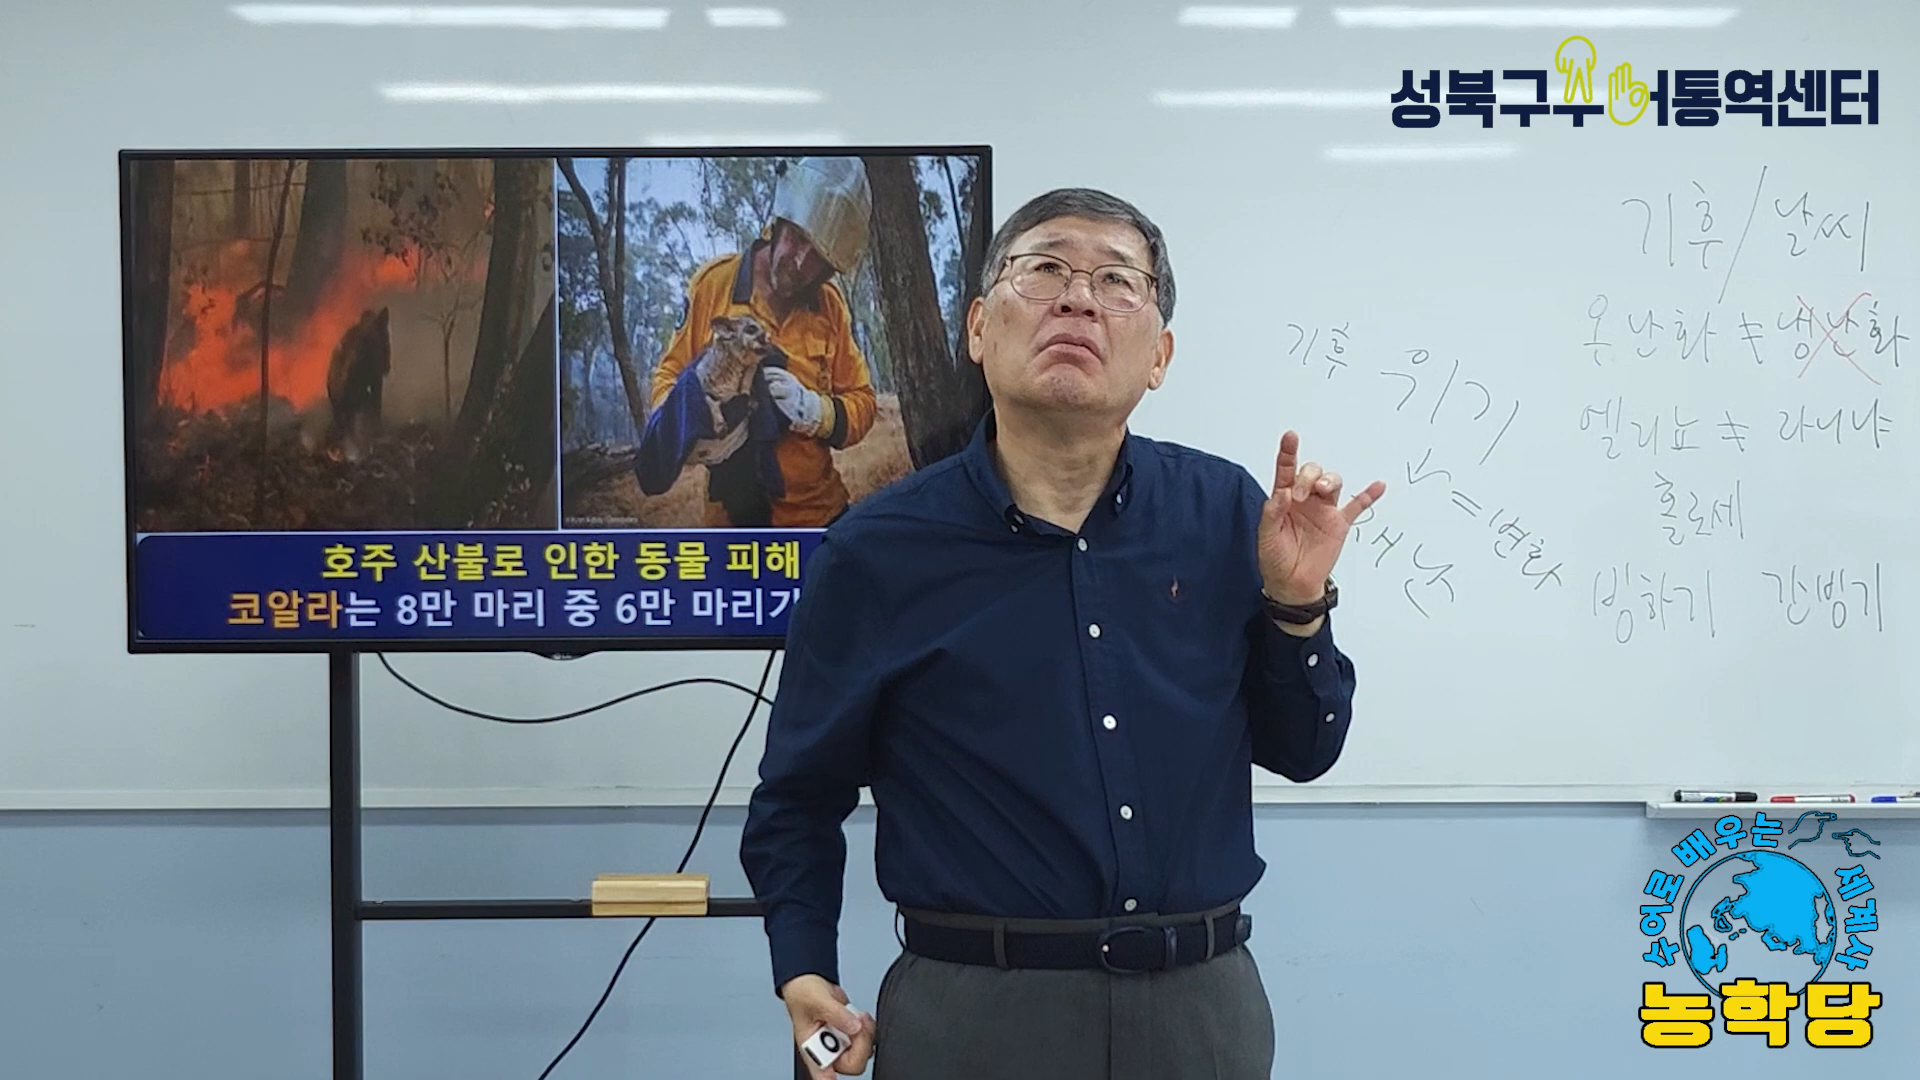 성북구수어통역센터
호주 산불로 인한 동물 피해
코알라는 8만 마리 중 6만 마리가
기후/날씨
온난화 ≠ 냉난화
엘리뇨 ≠ 라니냐
홀로세
빙하기 간빙기
기후 위기
= 변화
수어로 배우는 세계사
농학당